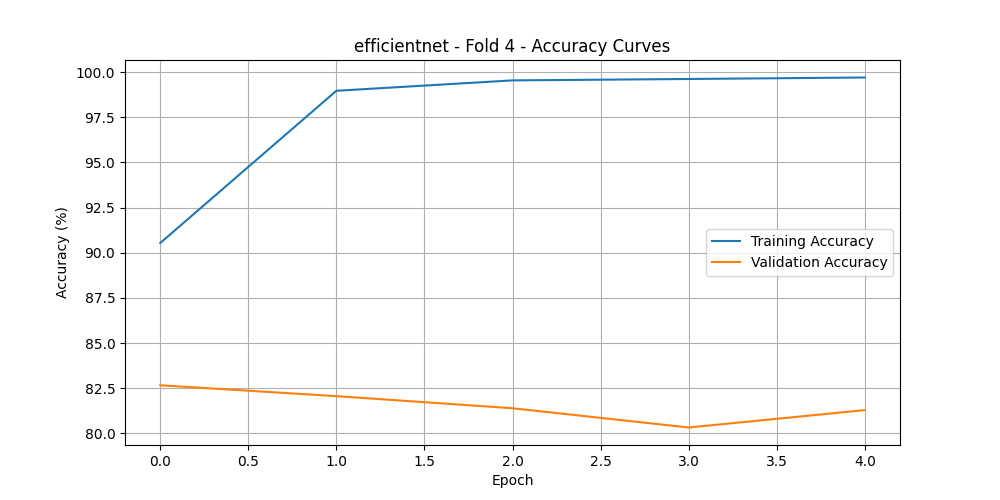 efficientnet - Fold 4 - Accuracy Curves
100.0
97.5
95.0
92.5
90.0
87.5
85.0
82.5
80.0
Accuracy (%)
Training Accuracy
Validation Accuracy
0.0 0.5 1.0 1.5 2.0 2.5 3.0 3.5 4.0
Epoch